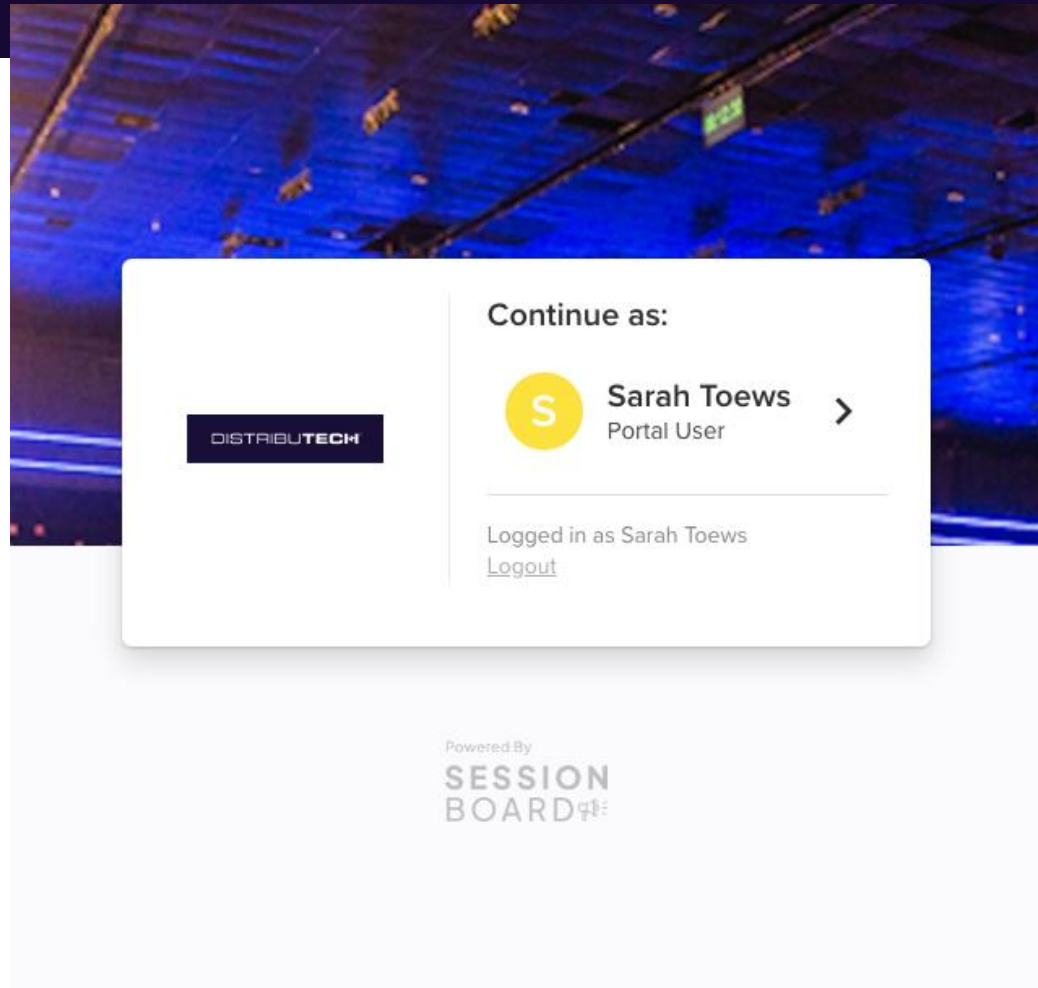 Continue as:
S
Sarah Toews
Portal User
DISTRIBUTECH
Logged in as Sarah Toews
Logout
Powered By
SESSION
BOARD